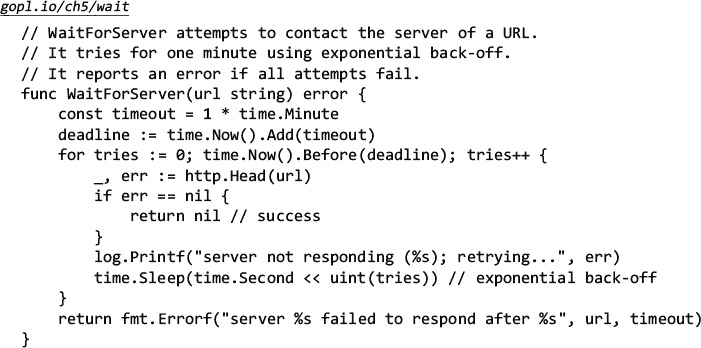 gopl.io/ch5/wait
// WaitForServer attempts to contact the server of a URL.
// It tries for one minute using exponential back-off.
// It reports an error if all attempts fail.
func WaitForServer(url string) error {
    const timeout = 1 * time.Minute
    deadline := time.Now().Add(timeout)
    for tries := 0; time.Now().Before(deadline); tries++ {
        _, err := http.Head(url)
        if err == nil {
            return nil // success
        }
        log.Printf("server not responding (%s); retrying...", err)
        time.Sleep(time.Second << uint(tries)) // exponential back-off
    }
    return fmt.Errorf("server %s failed to respond after %s", url, timeout)
}